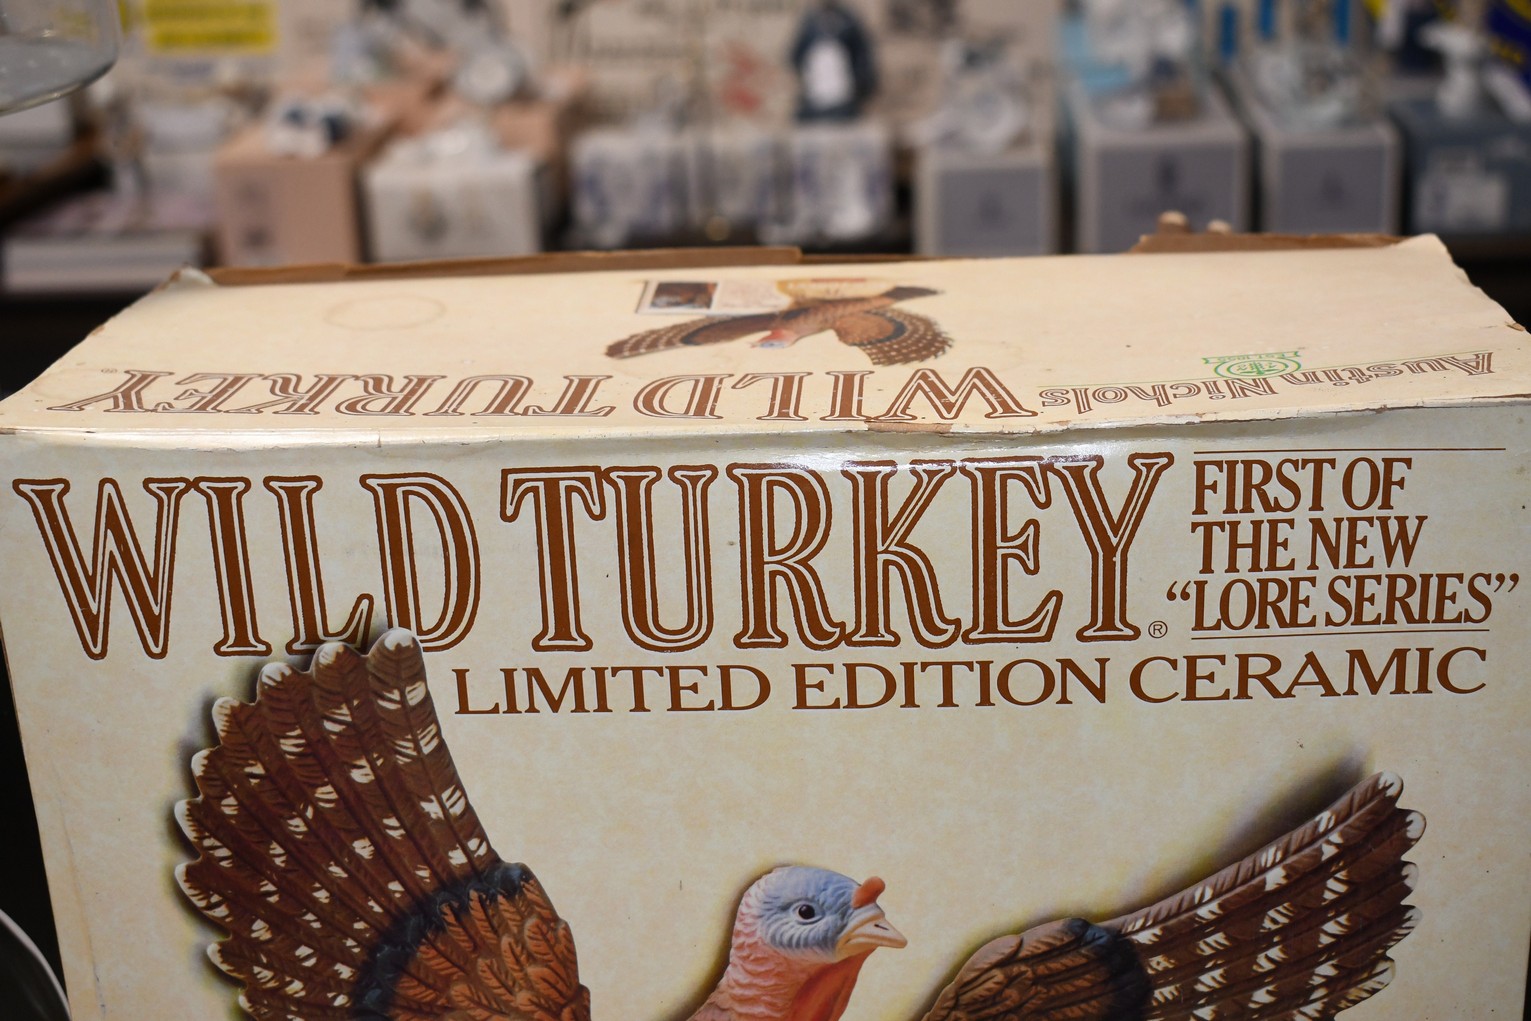 Austin Nichols
WILD TURKEY®
WILD TURKEY®
FIRST OF
THE NEW
“LORE SERIES”
LIMITED EDITION CERAMIC